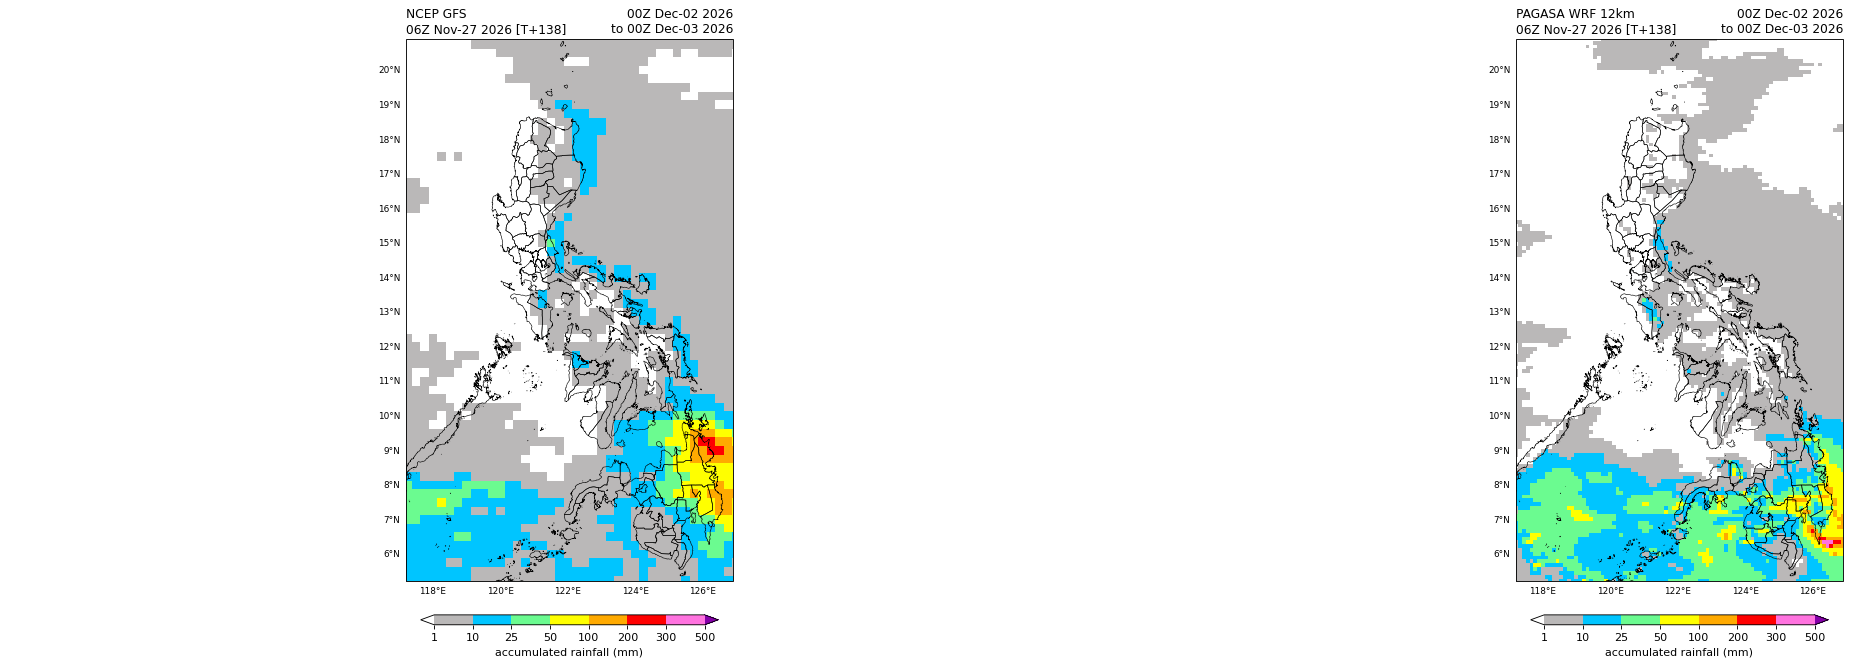 NCEP GFS
00Z Dec-02 2026
06Z Nov-27 2026 [T+138]
to 00Z Dec-03 2026
20°N
19°N
18°N
17°N
16°N
15°N
14°N
13°N
12°N
11°N
10°N
9°N
8°N
7°N
6°N
118°E 120°E 122°E 124°E 126°E
1 10 25 50 100 200 300 500
accumulated rainfall (mm)
PAGASA WRF 12km
00Z Dec-02 2026
06Z Nov-27 2026 [T+138]
to 00Z Dec-03 2026
20°N
19°N
18°N
17°N
16°N
15°N
14°N
13°N
12°N
11°N
10°N
9°N
8°N
7°N
6°N
118°E 120°E 122°E 124°E 126°E
1 10 25 50 100 200 300 500
accumulated rainfall (mm)